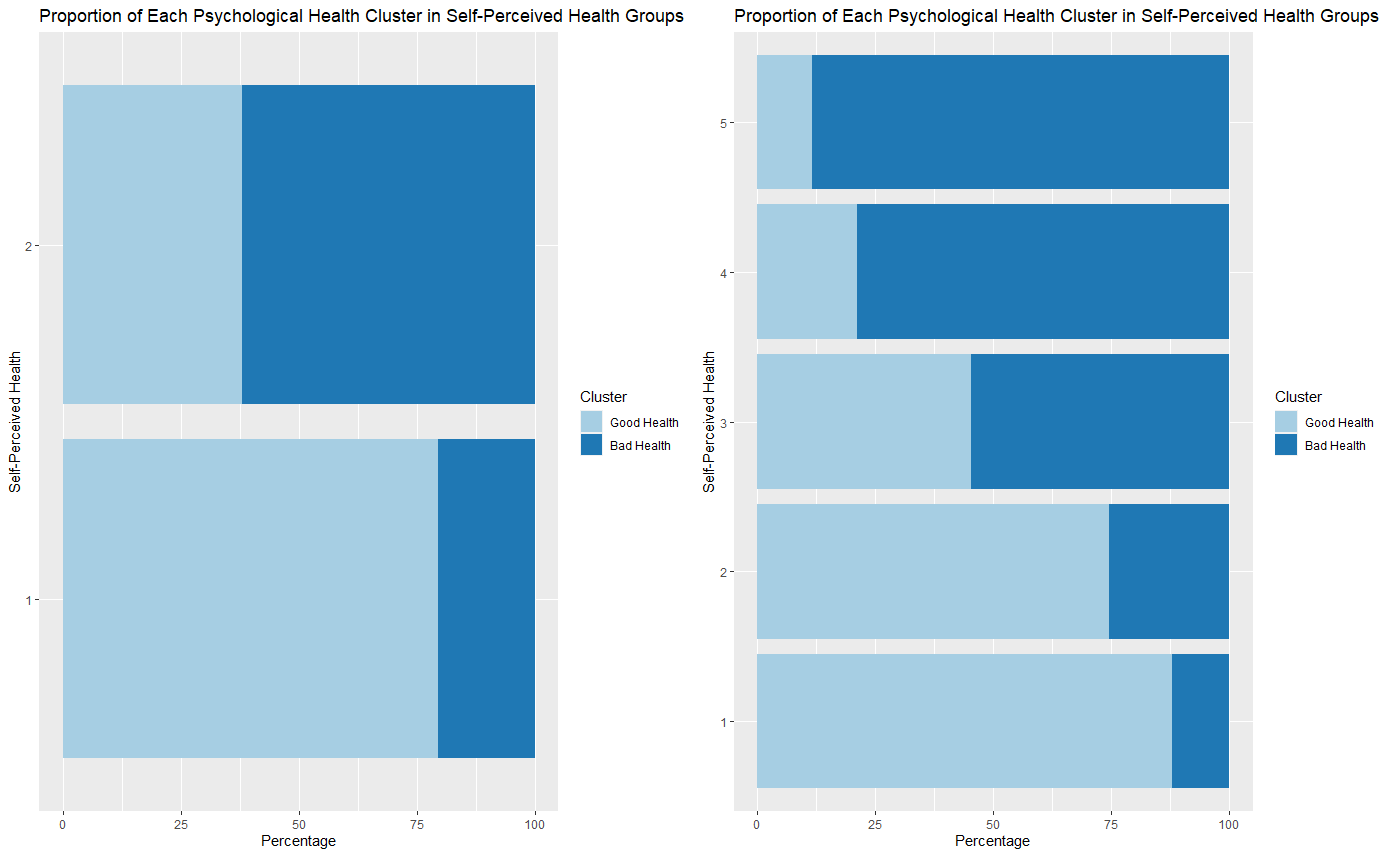 Proportion of Each Psychological Health Cluster in Self-Perceived Health Groups
Self-Perceived Health
2
1
0
25
50
75
100
Percentage
Cluster
Good Health
Bad Health
Proportion of Each Psychological Health Cluster in Self-Perceived Health Groups
Self-Perceived Health
5
4
3
2
1
0
25
50
75
100
Percentage
Cluster
Good Health
Bad Health